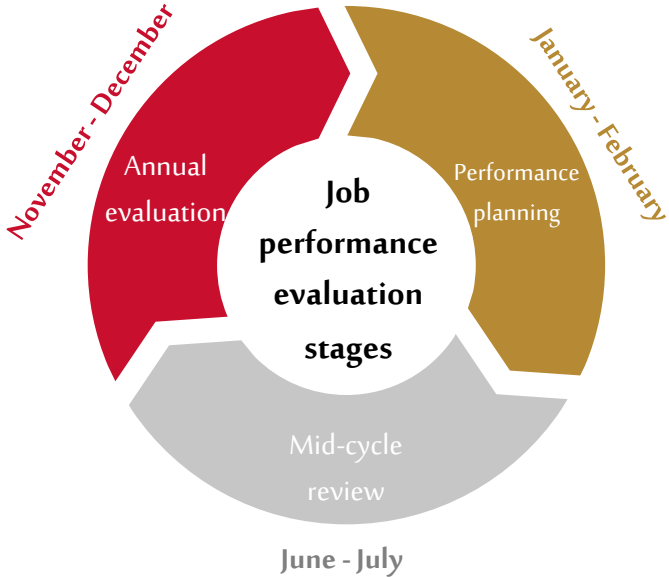 Job
performance
evaluation
stages
January - February
Performance
planning
Mid-cycle
review
June - July
November - December
Annual
evaluation